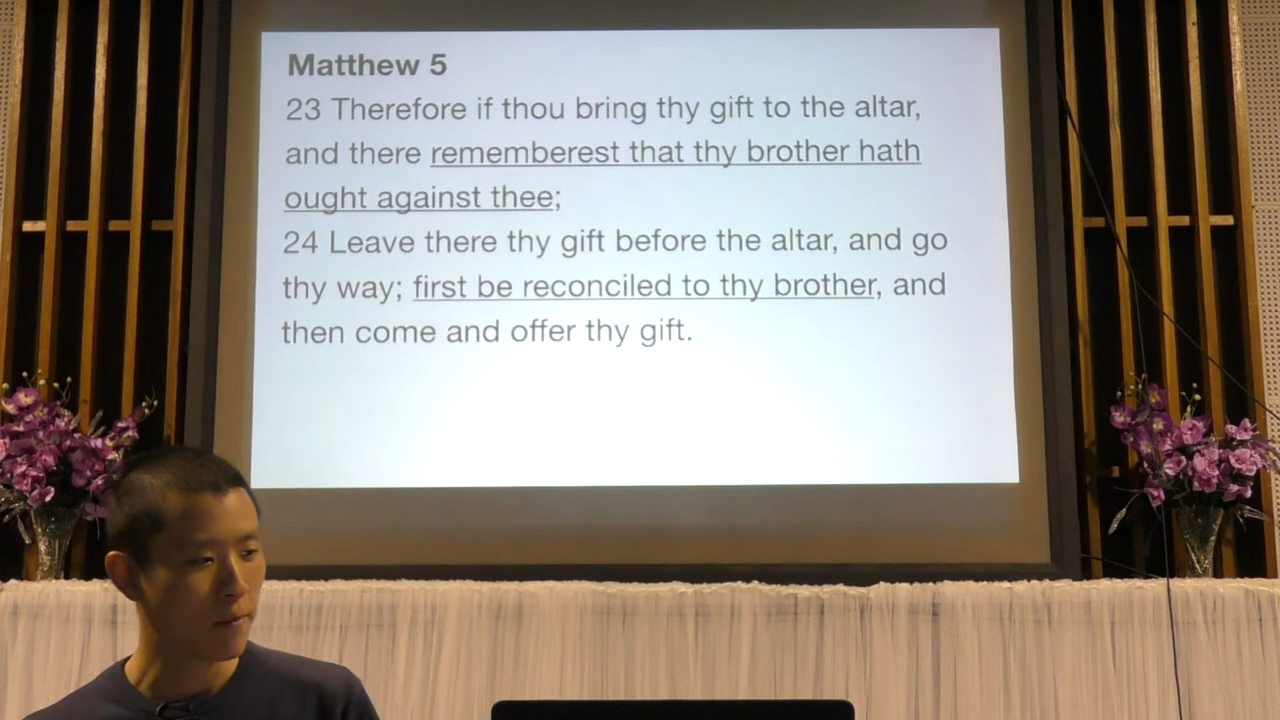 Matthew 5
23 Therefore if thou bring thy gift to the altar,
and there rememberest that thy brother hath
ought against thee;
24 Leave there thy gift before the altar, and go
thy way; first be reconciled to thy brother, and
then come and offer thy gift.